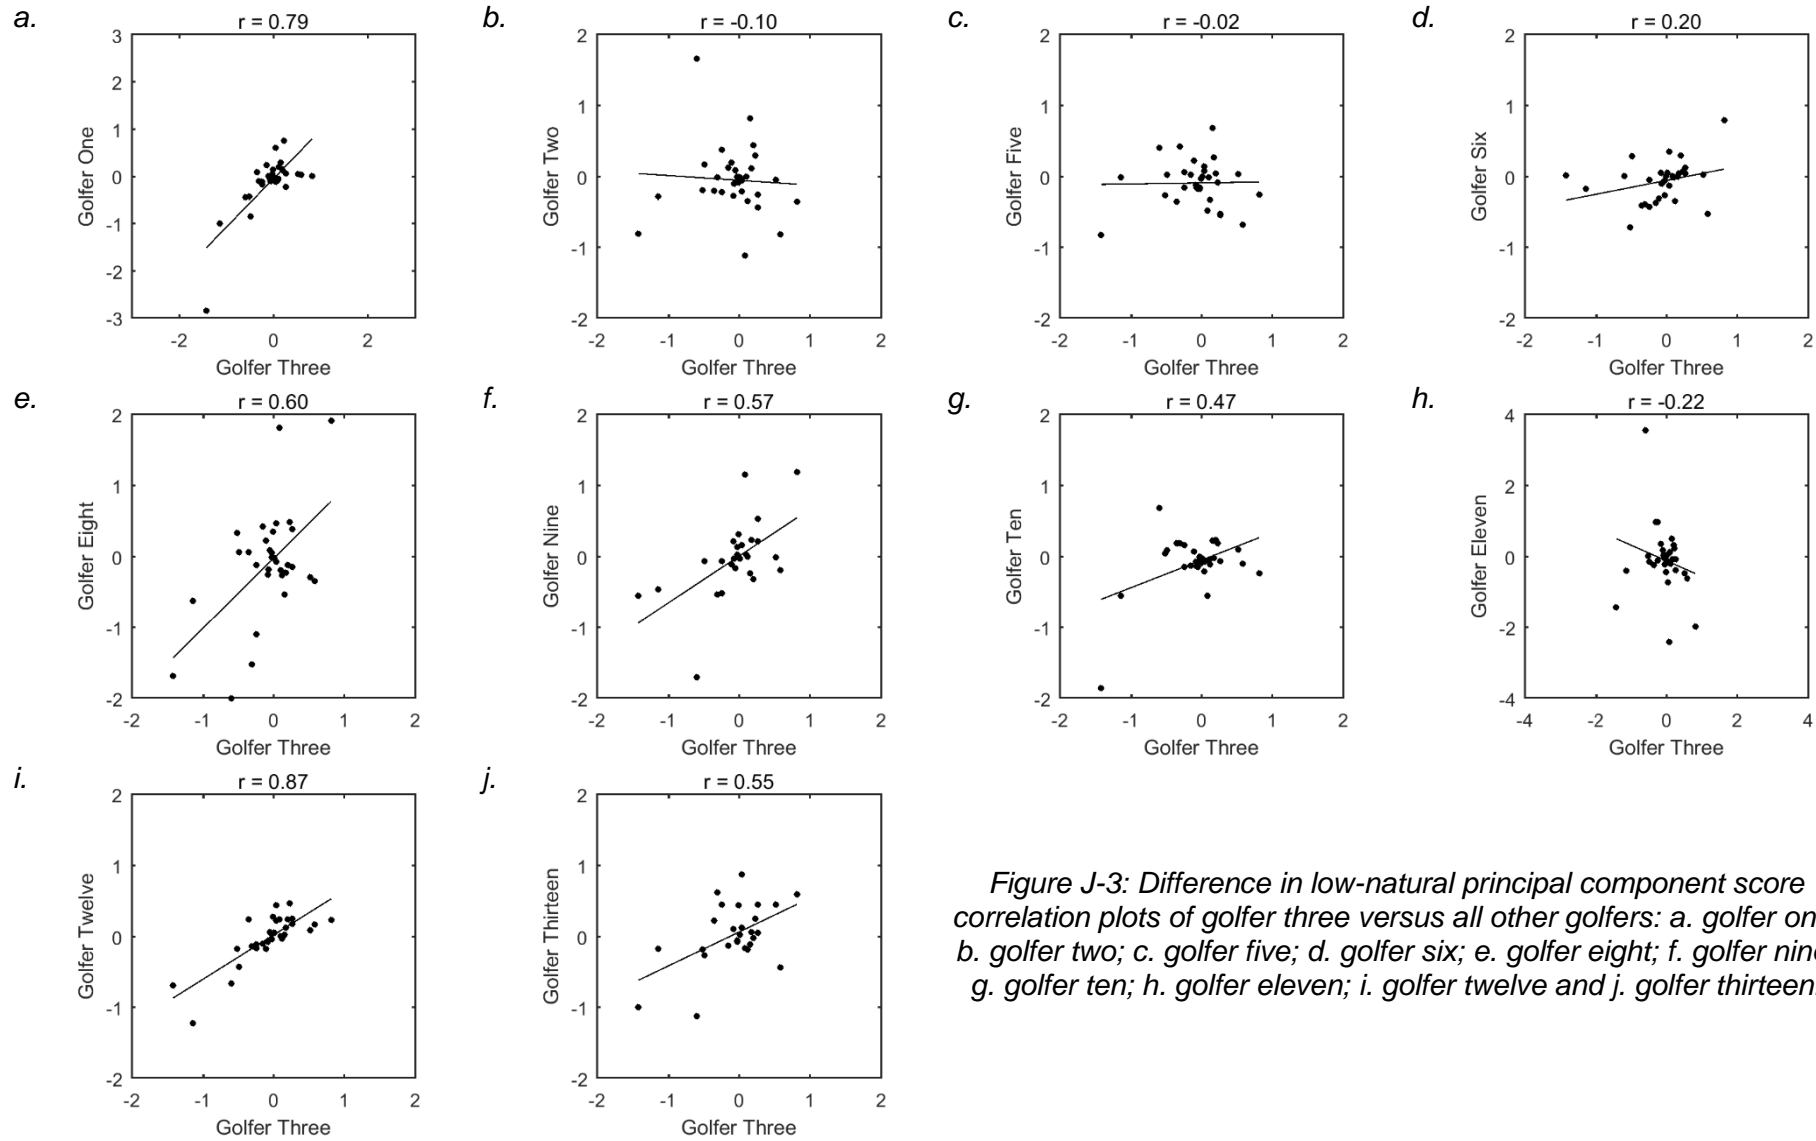 a.
r = 0.79
3
2
1
0
-1
-2
-3
Golfer One
-2 0 2
Golfer Three
b.
r = -0.10
2
1
0
-1
-2
Golfer Two
-2 -1 0 1 2
Golfer Three
c.
r = -0.02
2
1
0
-1
-2
Golfer Five
-2 -1 0 1 2
Golfer Three
d.
r = 0.20
2
1
0
-1
-2
Golfer Six
-2 -1 0 1 2
Golfer Three
e.
r = 0.60
2
1
0
-1
-2
Golfer Eight
-2 -1 0 1 2
Golfer Three
f.
r = 0.57
2
1
0
-1
-2
Golfer Nine
-2 -1 0 1 2
Golfer Three
g.
r = 0.47
2
1
0
-1
-2
Golfer Ten
-2 -1 0 1 2
Golfer Three
h.
r = -0.22
4
2
0
-2
-4
Golfer Eleven
-4 -2 0 2 4
Golfer Three
i.
r = 0.87
2
1
0
-1
-2
Golfer Twelve
-2 -1 0 1 2
Golfer Three
j.
r = 0.55
2
1
0
-1
-2
Golfer Thirteen
-2 -1 0 1 2
Golfer Three
Figure J-3: Difference in low-natural principal component score
correlation plots of golfer three versus all other golfers: a. golfer on
b. golfer two; c. golfer five; d. golfer six; e. golfer eight; f. golfer nin
g. golfer ten; h. golfer eleven; i. golfer twelve and j. golfer thirteen.